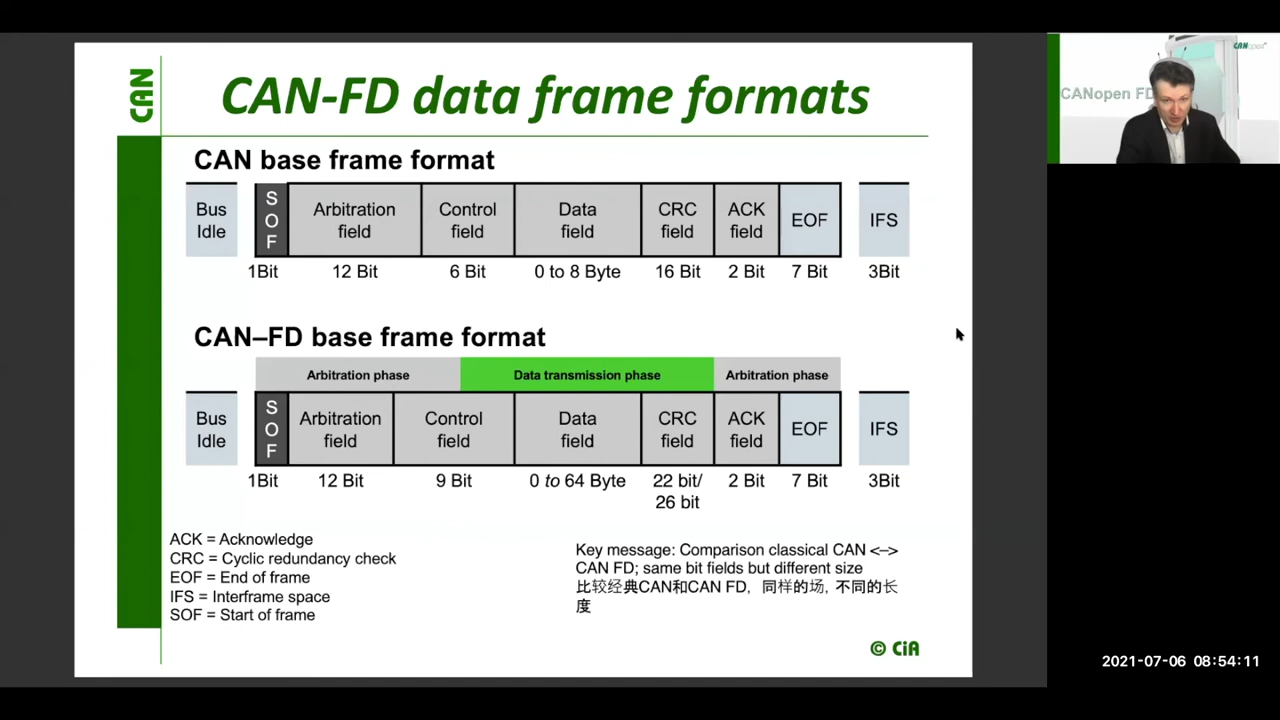 CAN
CAN-FD data frame formats
CAN base frame format
Bus Idle
SOF
Arbitration field
Control field
Data field
CRC field
ACK field
EOF
IFS
1Bit
12 Bit
6 Bit
0 to 8 Byte
16 Bit
2 Bit
7 Bit
3Bit
CAN–FD base frame format
Arbitration phase
Data transmission phase
Arbitration phase
Bus Idle
SOF
Arbitration field
Control field
Data field
CRC field
ACK field
EOF
IFS
1Bit
12 Bit
9 Bit
0 to 64 Byte
22 bit/
26 bit
2 Bit
7 Bit
3Bit
ACK = Acknowledge
CRC = Cyclic redundancy check
EOF = End of frame
IFS = Interframe space
SOF = Start of frame
Key message: Comparison classical CAN <–>
CAN FD; same bit fields but different size
比较经典CAN和CAN FD, 同样的场, 不同的长
度
© CiA
CANopen
CANopen FD
2021-07-06 08:54:11